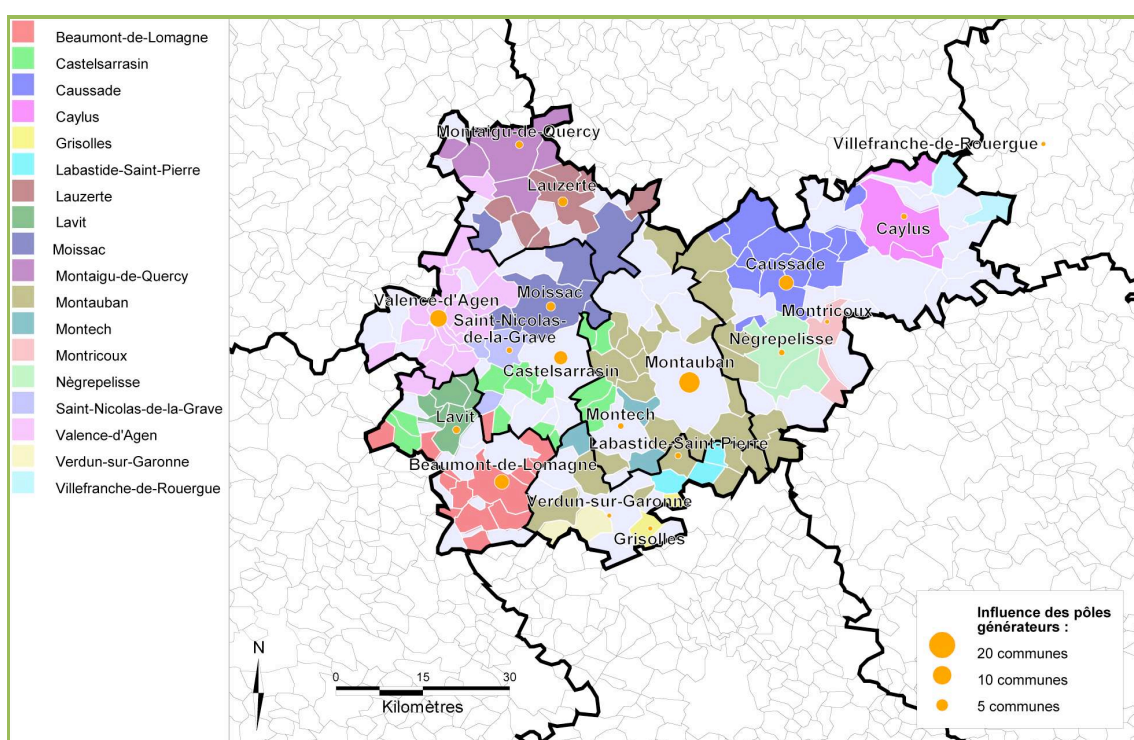 Beaumont-de-Lomagne
Castelsarrasin
Caussade
Caylus
Grisolles
Labastide-Saint-Pierre
Lauzerte
Lavit
Moissac
Montaigu-de-Quercy
Montauban
Montech
Montricoux
Nègrepelisse
Saint-Nicolas-de-la-Grave
Valence-d'Agen
Verdun-sur-Garonne
Villefranche-de-Rouergue
Montaigu-de-Quercy
Villefranche-de-Rouergue
Lauzerte
Caylus
Caussade
Moissac
Valence-d'Agen
Saint-Nicolas-
de-la-Grave
Montricoux
Nègrepelisse
Montauban
Castelsarrasin
Lavit
Montech
Labastide-Saint-Pierre
Beaumont-de-Lomagne
Verdun-sur-Garonne
Grisolles
N
0 15 30
Kilomètres
Influence des pôles
générateurs :
20 communes
10 communes
5 communes